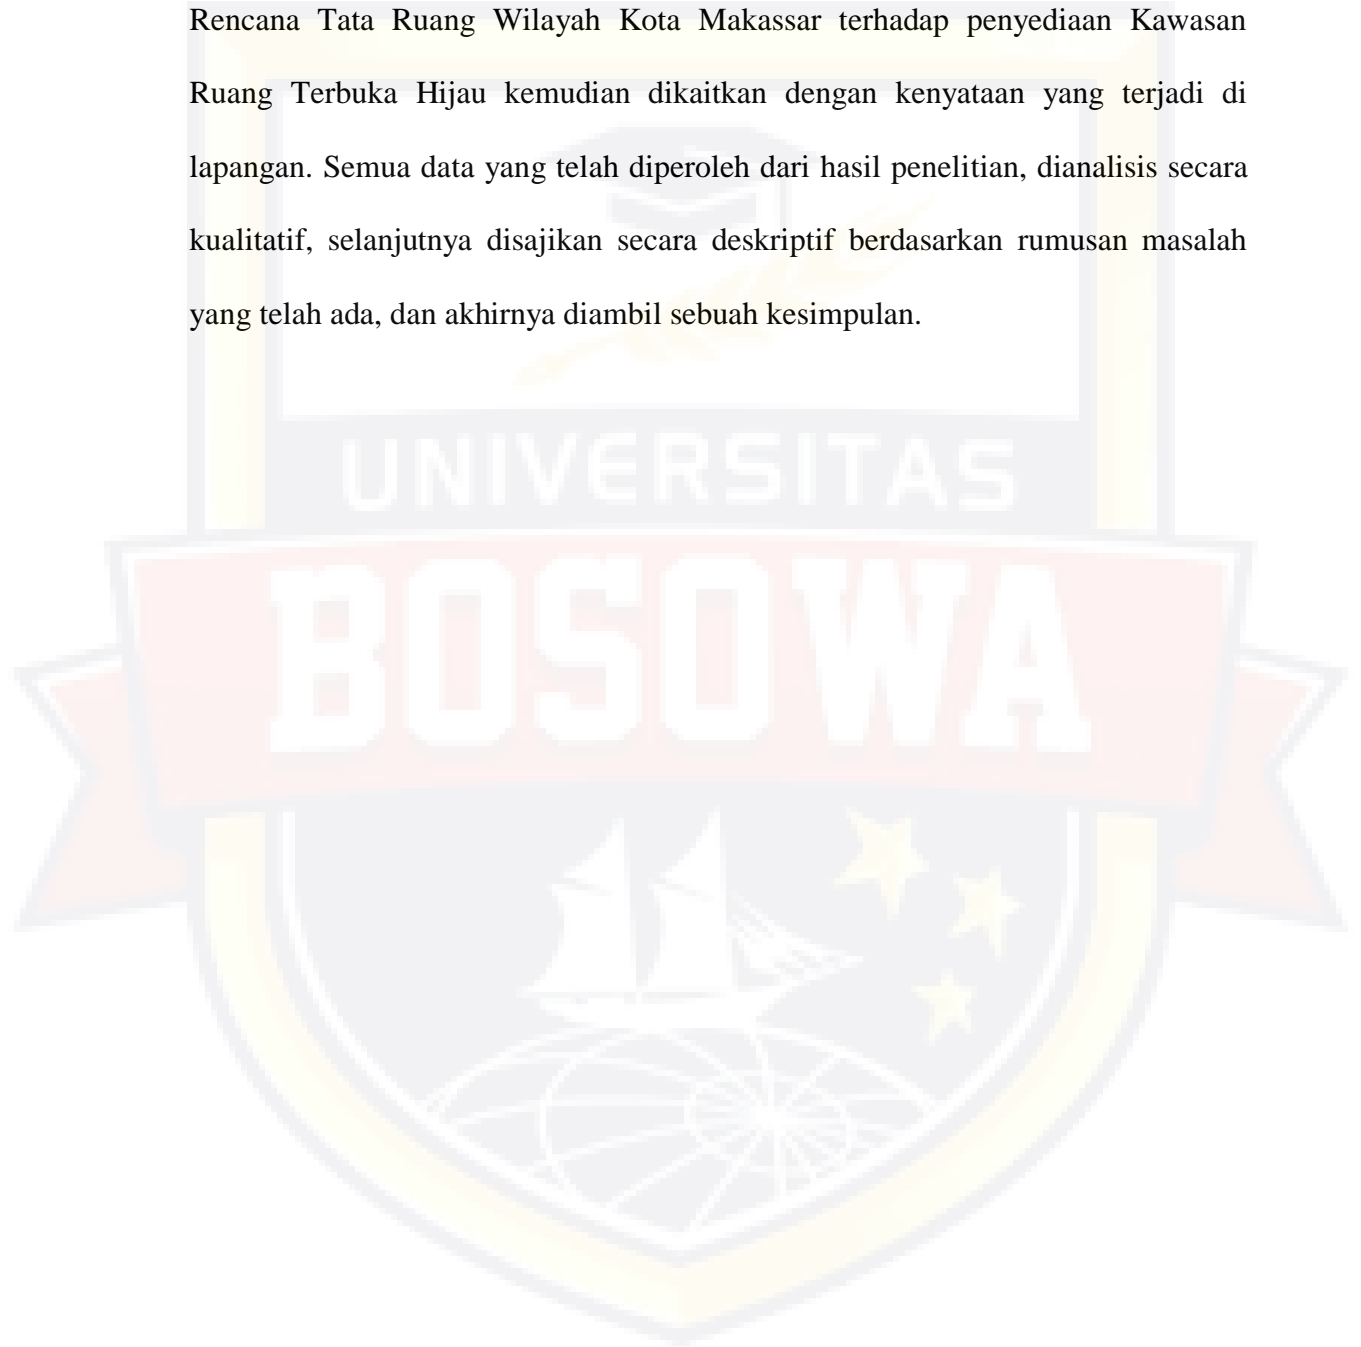 Rencana Tata Ruang Wilayah Kota Makassar terhadap penyediaan Kawasan
Ruang Terbuka Hijau kemudian dikaitkan dengan kenyataan yang terjadi di
lapangan. Semua data yang telah diperoleh dari hasil penelitian, dianalisis secara
kualitatif, selanjutnya disajikan secara deskriptif berdasarkan rumusan masalah
yang telah ada, dan akhirnya diambil sebuah kesimpulan.
UNIVERSITAS
BOSOWA